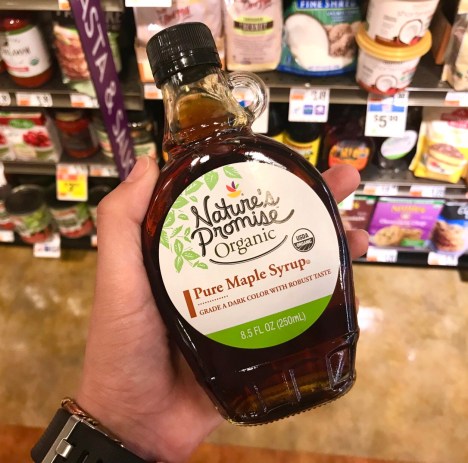 Nature's
Promise
Organic
USDA
ORGANIC
Pure Maple Syrup
GRADE A DARK COLOR WITH ROBUST TASTE
8.5 FL OZ (250mL)
$5